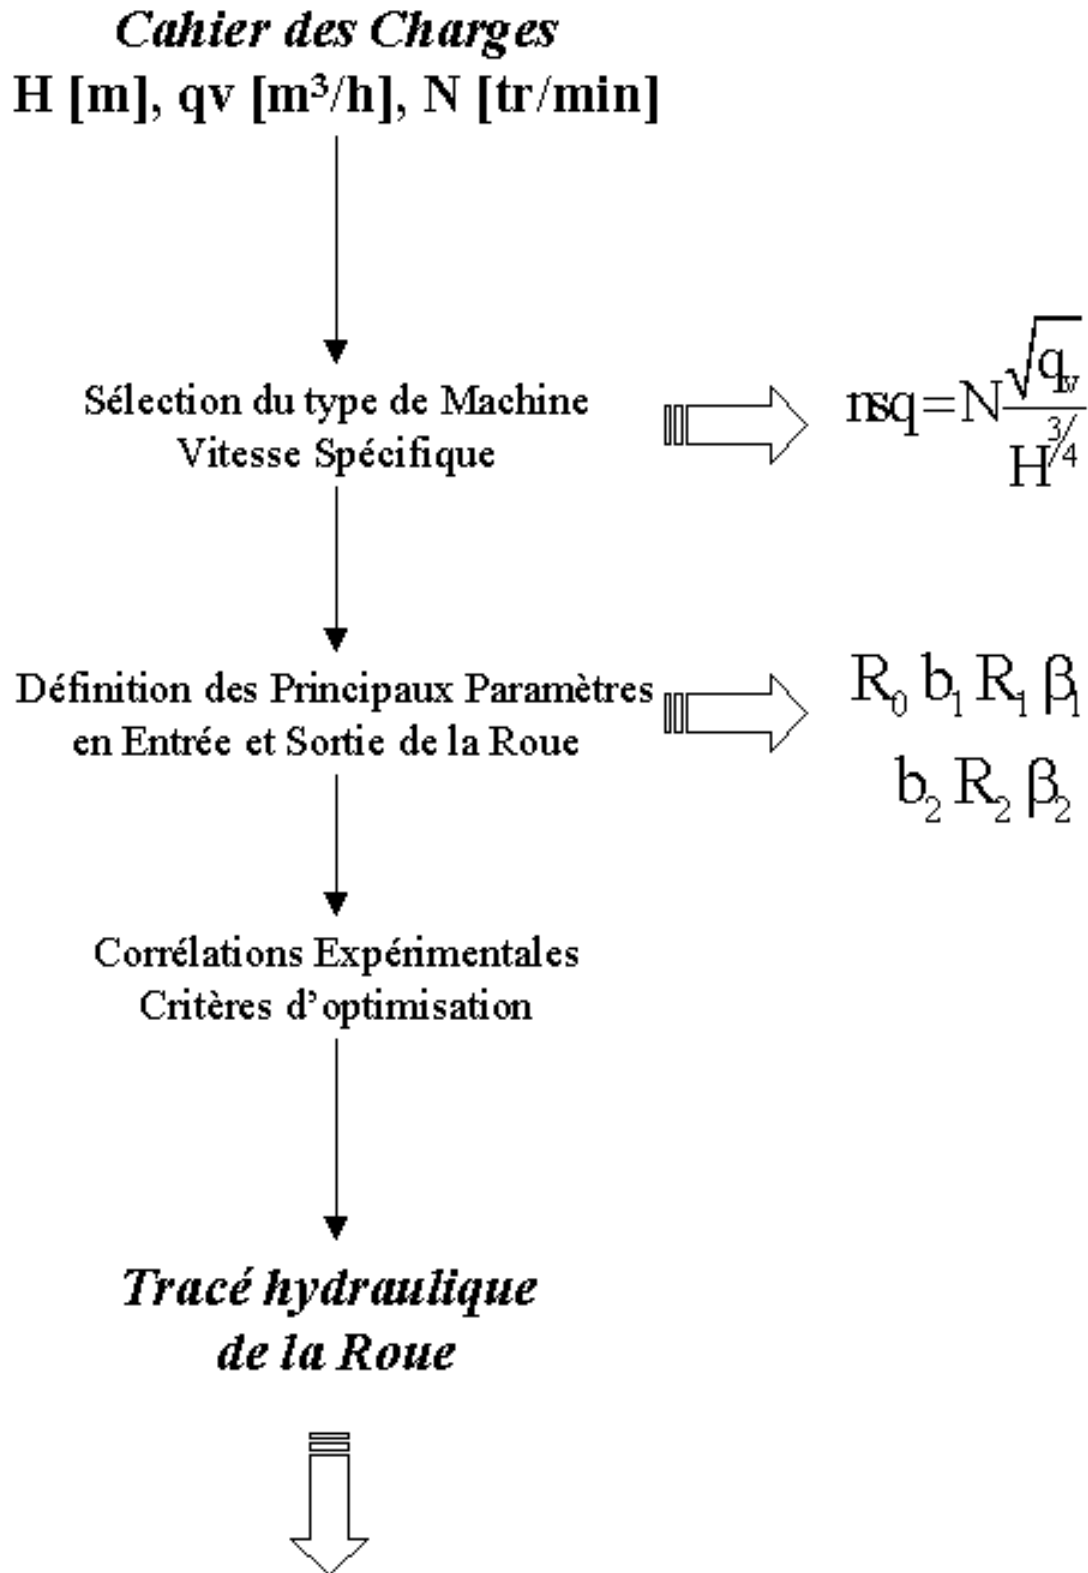 Cahier des Charges
H [m], qv [m³/h], N [tr/min]
Sélection du type de Machine
Vitesse Spécifique
nsq=N √qᵥ / H^3/4
Définition des Principaux Paramètres
en Entrée et Sortie de la Roue
R₀ b₁ R₁ β₁
b₂ R₂ β₂
Corrélations Expérimentales
Critères d’optimisation
Tracé hydraulique
de la Roue